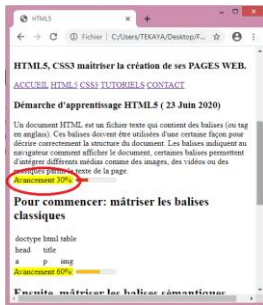 HTML5
Fichier | C:/Users/TEKAYA/Desktop/F...
HTML5, CSS3 maîtriser la création de ses PAGES WEB.
ACCUEIL HTML5 CSS3 TUTORIELS CONTACT
Démarche d'apprentissage HTML5 ( 23 Juin 2020)
Un document HTML est un fichier texte qui contient des balises (ou tag
en anglais). Ces balises doivent être utilisées d'une certaine façon pour
décrire correctement la structure du document. Les balises indiquent au
navigateur comment afficher le document, certaines balises permettent
d'intégrer différents médias comme des images, des vidéos ou des
musiques parmi le texte de la page.
Avancement 30%:
Pour commencer: mâtriser les balises
classiques
doctype html table
head title
a p img
Avancement 60%:
Ensuite, mâtriser les balises sémantiques